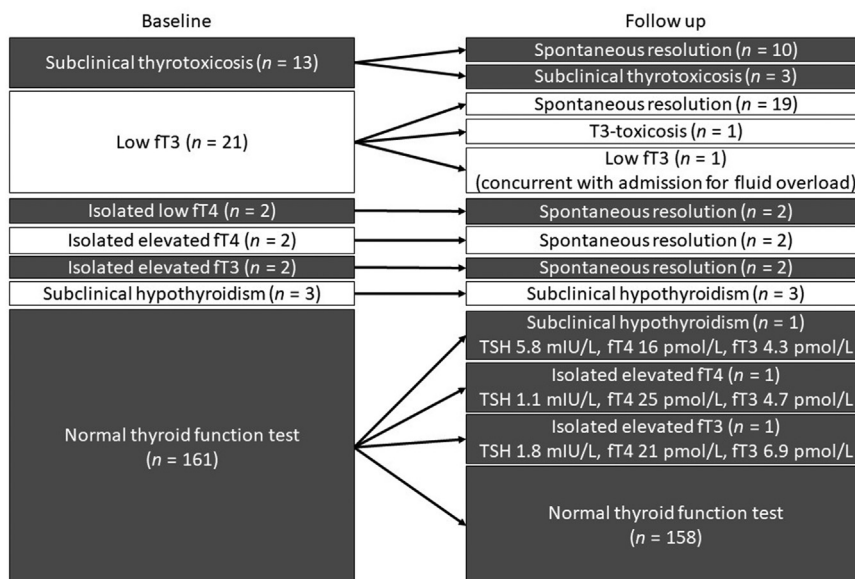 Baseline
Follow up
Subclinical thyrotoxicosis (n = 13)
Spontaneous resolution (n = 10)
Subclinical thyrotoxicosis (n = 3)
Low fT3 (n = 21)
Spontaneous resolution (n = 19)
T3-toxicosis (n = 1)
Low fT3 (n = 1)
(concurrent with admission for fluid overload)
Isolated low fT4 (n = 2)
Spontaneous resolution (n = 2)
Isolated elevated fT4 (n = 2)
Spontaneous resolution (n = 2)
Isolated elevated fT3 (n = 2)
Spontaneous resolution (n = 2)
Subclinical hypothyroidism (n = 3)
Subclinical hypothyroidism (n = 3)
Normal thyroid function test
(n = 161)
Subclinical hypothyroidism (n = 1)
TSH 5.8 mIU/L, fT4 16 pmol/L, fT3 4.3 pmol/L
Isolated elevated fT4 (n = 1)
TSH 1.1 mIU/L, fT4 25 pmol/L, fT3 4.7 pmol/L
Isolated elevated fT3 (n = 1)
TSH 1.8 mIU/L, fT4 21 pmol/L, fT3 6.9 pmol/L
Normal thyroid function test
(n = 158)